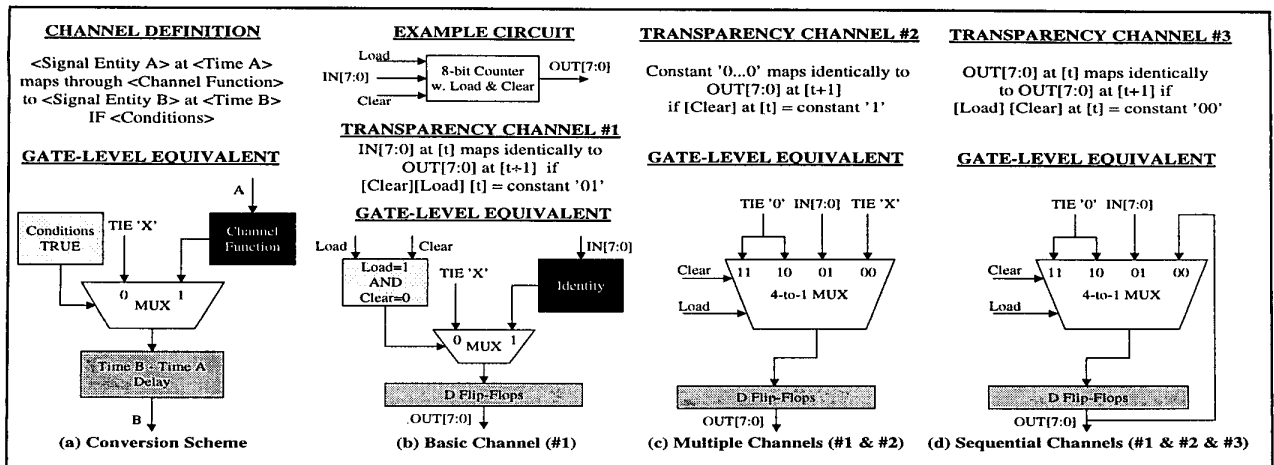 CHANNEL DEFINITION
<Signal Entity A> at <Time A>
maps through <Channel Function>
to <Signal Entity B> at <Time B>
IF <Conditions>
GATE-LEVEL EQUIVALENT
A
Conditions
TRUE
TIE 'X'
Channel
Function
0 1
MUX
Time B - Time A
Delay
B
(a) Conversion Scheme
EXAMPLE CIRCUIT
Load
IN[7:0]
Clear
8-bit Counter
w. Load & Clear
OUT[7:0]
TRANSPARENCY CHANNEL #1
IN[7:0] at [t] maps identically to
OUT[7:0] at [t+1] if
[Clear][Load] [t] = constant '01'
GATE-LEVEL EQUIVALENT
Load
Clear
IN[7:0]
Load=1
AND
Clear=0
TIE 'X'
Identity
0 1
MUX
D Flip-Flops
OUT[7:0]
(b) Basic Channel (#1)
TRANSPARENCY CHANNEL #2
Constant '0...0' maps identically to
OUT[7:0] at [t+1]
if [Clear] at [t] = constant '1'
GATE-LEVEL EQUIVALENT
TIE '0' IN[7:0] TIE 'X'
Clear
11 10 01 00
4-to-1 MUX
Load
D Flip-Flops
OUT[7:0]
(c) Multiple Channels (#1 & #2)
TRANSPARENCY CHANNEL #3
OUT[7:0] at [t] maps identically
to OUT[7:0] at [t+1] if
[Load] [Clear] at [t] = constant '00'
GATE-LEVEL EQUIVALENT
TIE '0' IN[7:0]
Clear
11 10 01 00
4-to-1 MUX
Load
D Flip-Flops
OUT[7:0]
(d) Sequential Channels (#1 & #2 & #3)